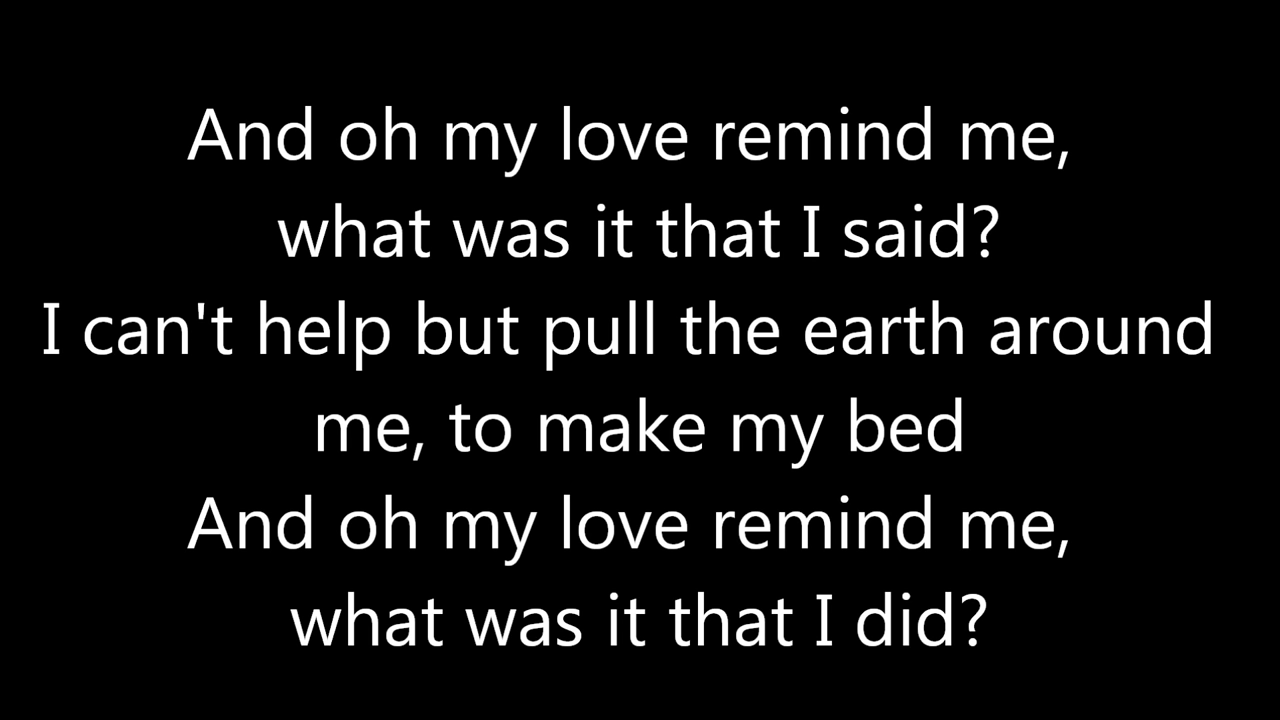 And oh my love remind me,
what was it that I said?
I can't help but pull the earth around
me, to make my bed
And oh my love remind me,
what was it that I did?